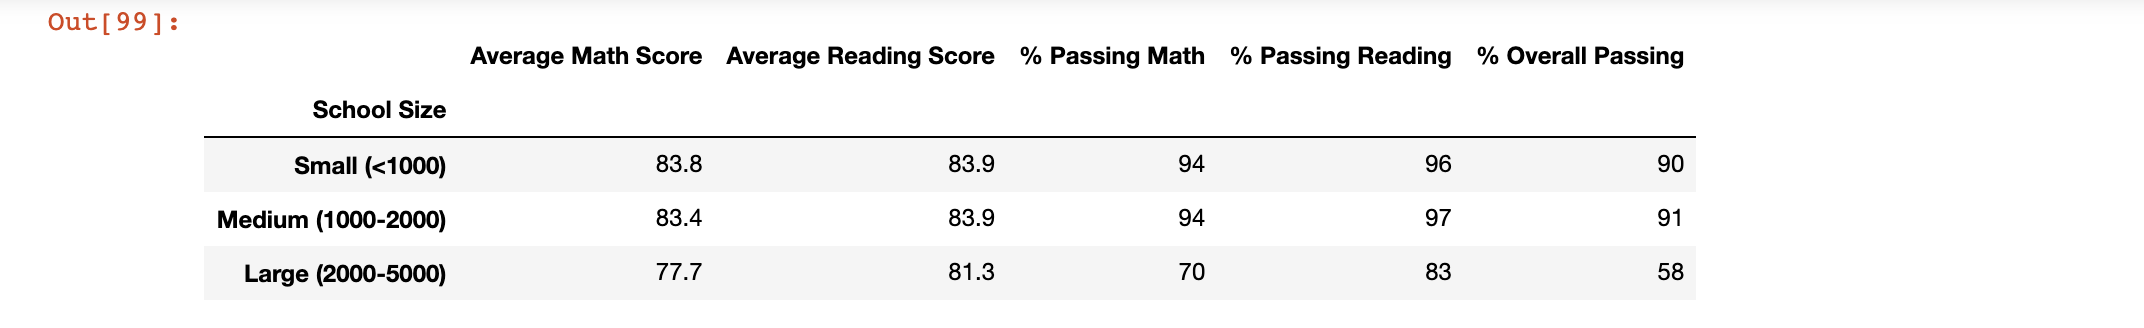 Out[99]:
Average Math Score Average Reading Score % Passing Math % Passing Reading % Overall Passing
School Size
Small (<1000) 83.8 83.9 94 96 90
Medium (1000-2000) 83.4 83.9 94 97 91
Large (2000-5000) 77.7 81.3 70 83 58